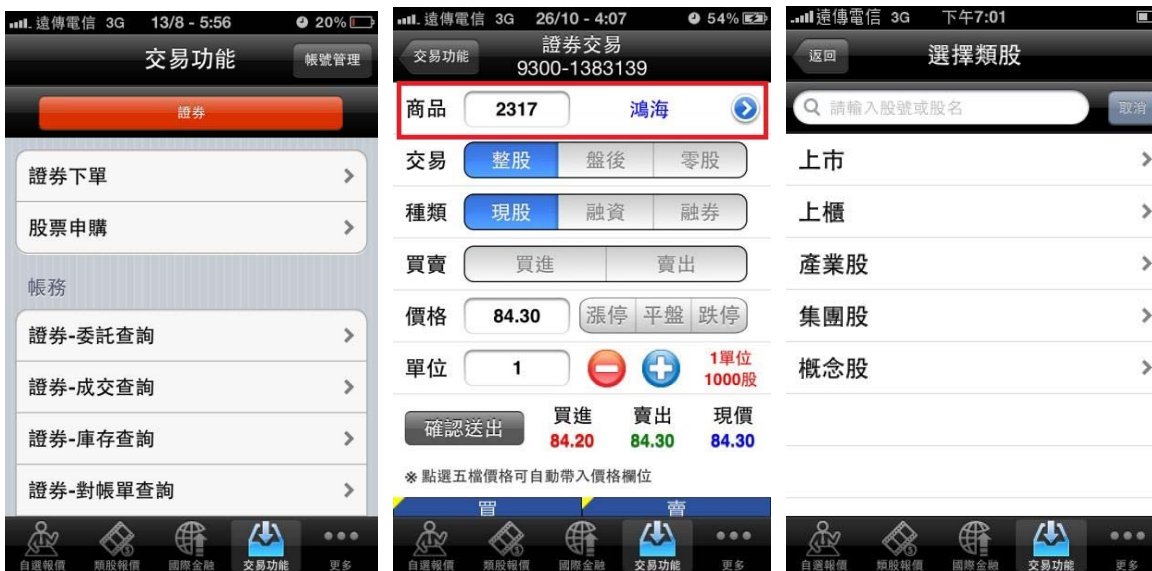 遠傳電信 3G 13/8 - 5:56 20%
交易功能
帳號管理
證券
證券下單
股票申購
帳務
證券-委託查詢
證券-成交查詢
證券-庫存查詢
證券-對帳單查詢
自選報價 類股報價 國際金融 交易功能 更多
遠傳電信 3G 26/10 - 4:07 54%
交易功能
證券交易
9300-1383139
商品 2317 鴻海
交易 整股 盤後 零股
種類 現股 融資 融券
買賣 買進 賣出
價格 84.30 漲停 平盤 跌停
單位 1 1單位
1000股
確認送出 買進 賣出 現價
84.20 84.30 84.30
※ 點選五檔價格可自動帶入價格欄位
買 賣
自選報價 類股報價 國際金融 交易功能 更多
遠傳電信 3G 下午7:01
返回 選擇類股
請輸入股號或股名 取消
上市
上櫃
產業股
集團股
概念股
自選報價 類股報價 國際金融 交易功能 更多